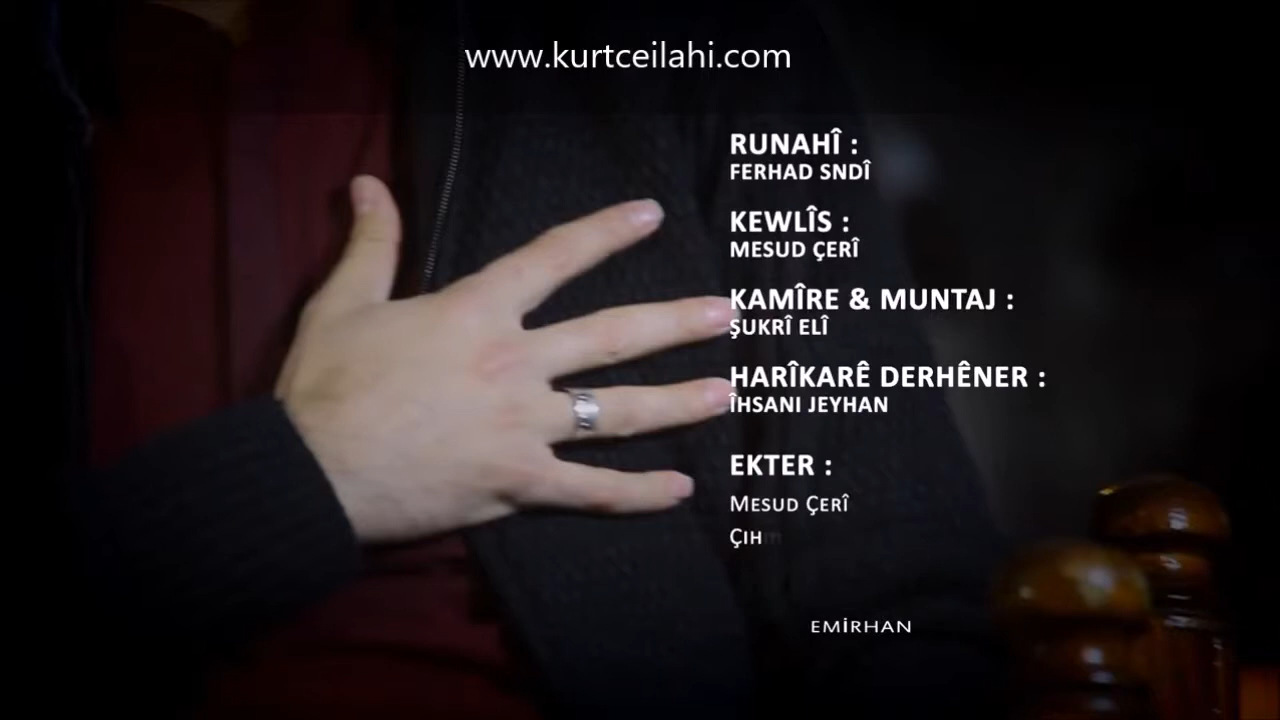 www.kurtceilahi.com
RUNAHÎ :
FERHAD SNDÎ
KEWLÎS :
MESUD ÇERÎ
KAMÎRE & MUNTAJ :
ŞUKRÎ ELÎ
HARÎKARÊ DERHÊNER :
ÎHSANI JEYHAN
EKTER :
MESUD ÇERÎ
EMİRHAN